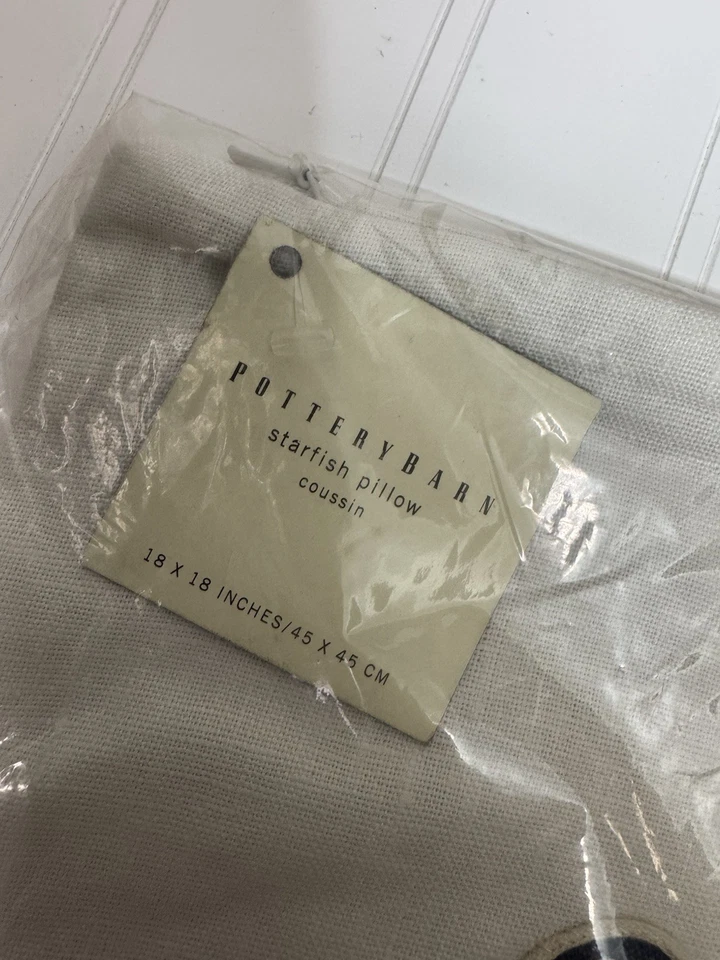 POTTERYBARN
starfish pillow
coussin
18 X 18 INCHES/45 X 45 CM